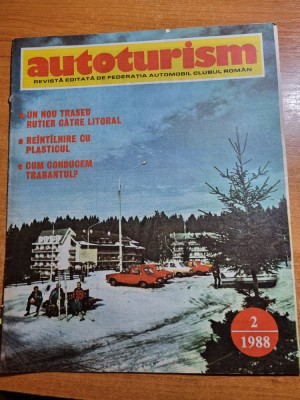 autoturism
REVISTĂ EDITATĂ DE FEDERAȚIA AUTOMOBIL CLUBUL ROMÂN
UN NOU TRASEU
RUTIER CĂTRE LITORAL
REÎNTÎLNIRE CU
PLASTICUL
CUM CONDUCEM
TRABANTUL?
2
1988